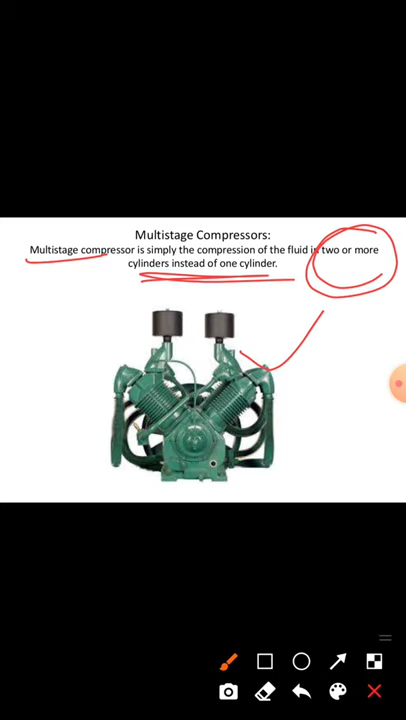 Multistage Compressors:
Multistage compressor is simply the compression of the fluid in two or more
cylinders instead of one cylinder.